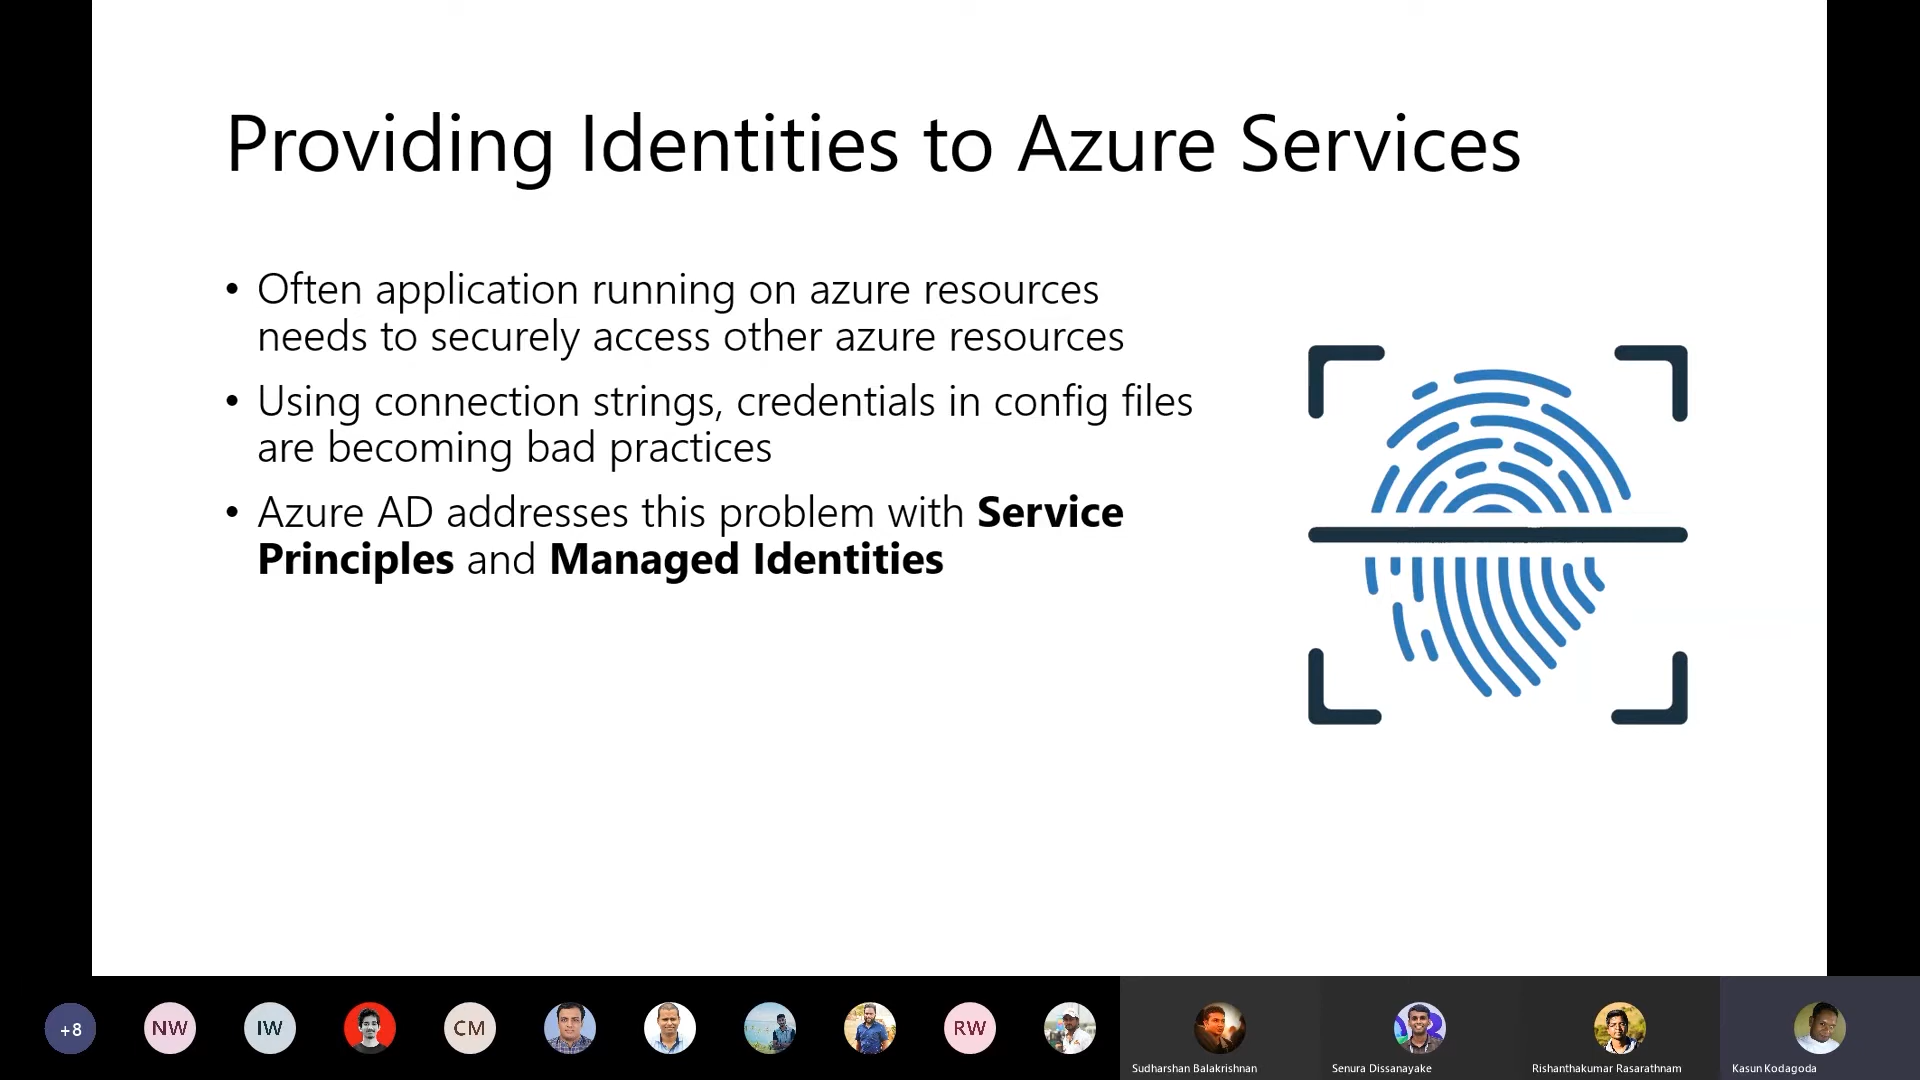 Providing Identities to Azure Services
• Often application running on azure resources
needs to securely access other azure resources
• Using connection strings, credentials in config files
are becoming bad practices
• Azure AD addresses this problem with Service
Principles and Managed Identities
+8
NW
IW
CM
RW
Sudharshan Balakrishnan
Senura Dissanayake
Rishanthakumar Rasarathnam
Kasun Kodagoda